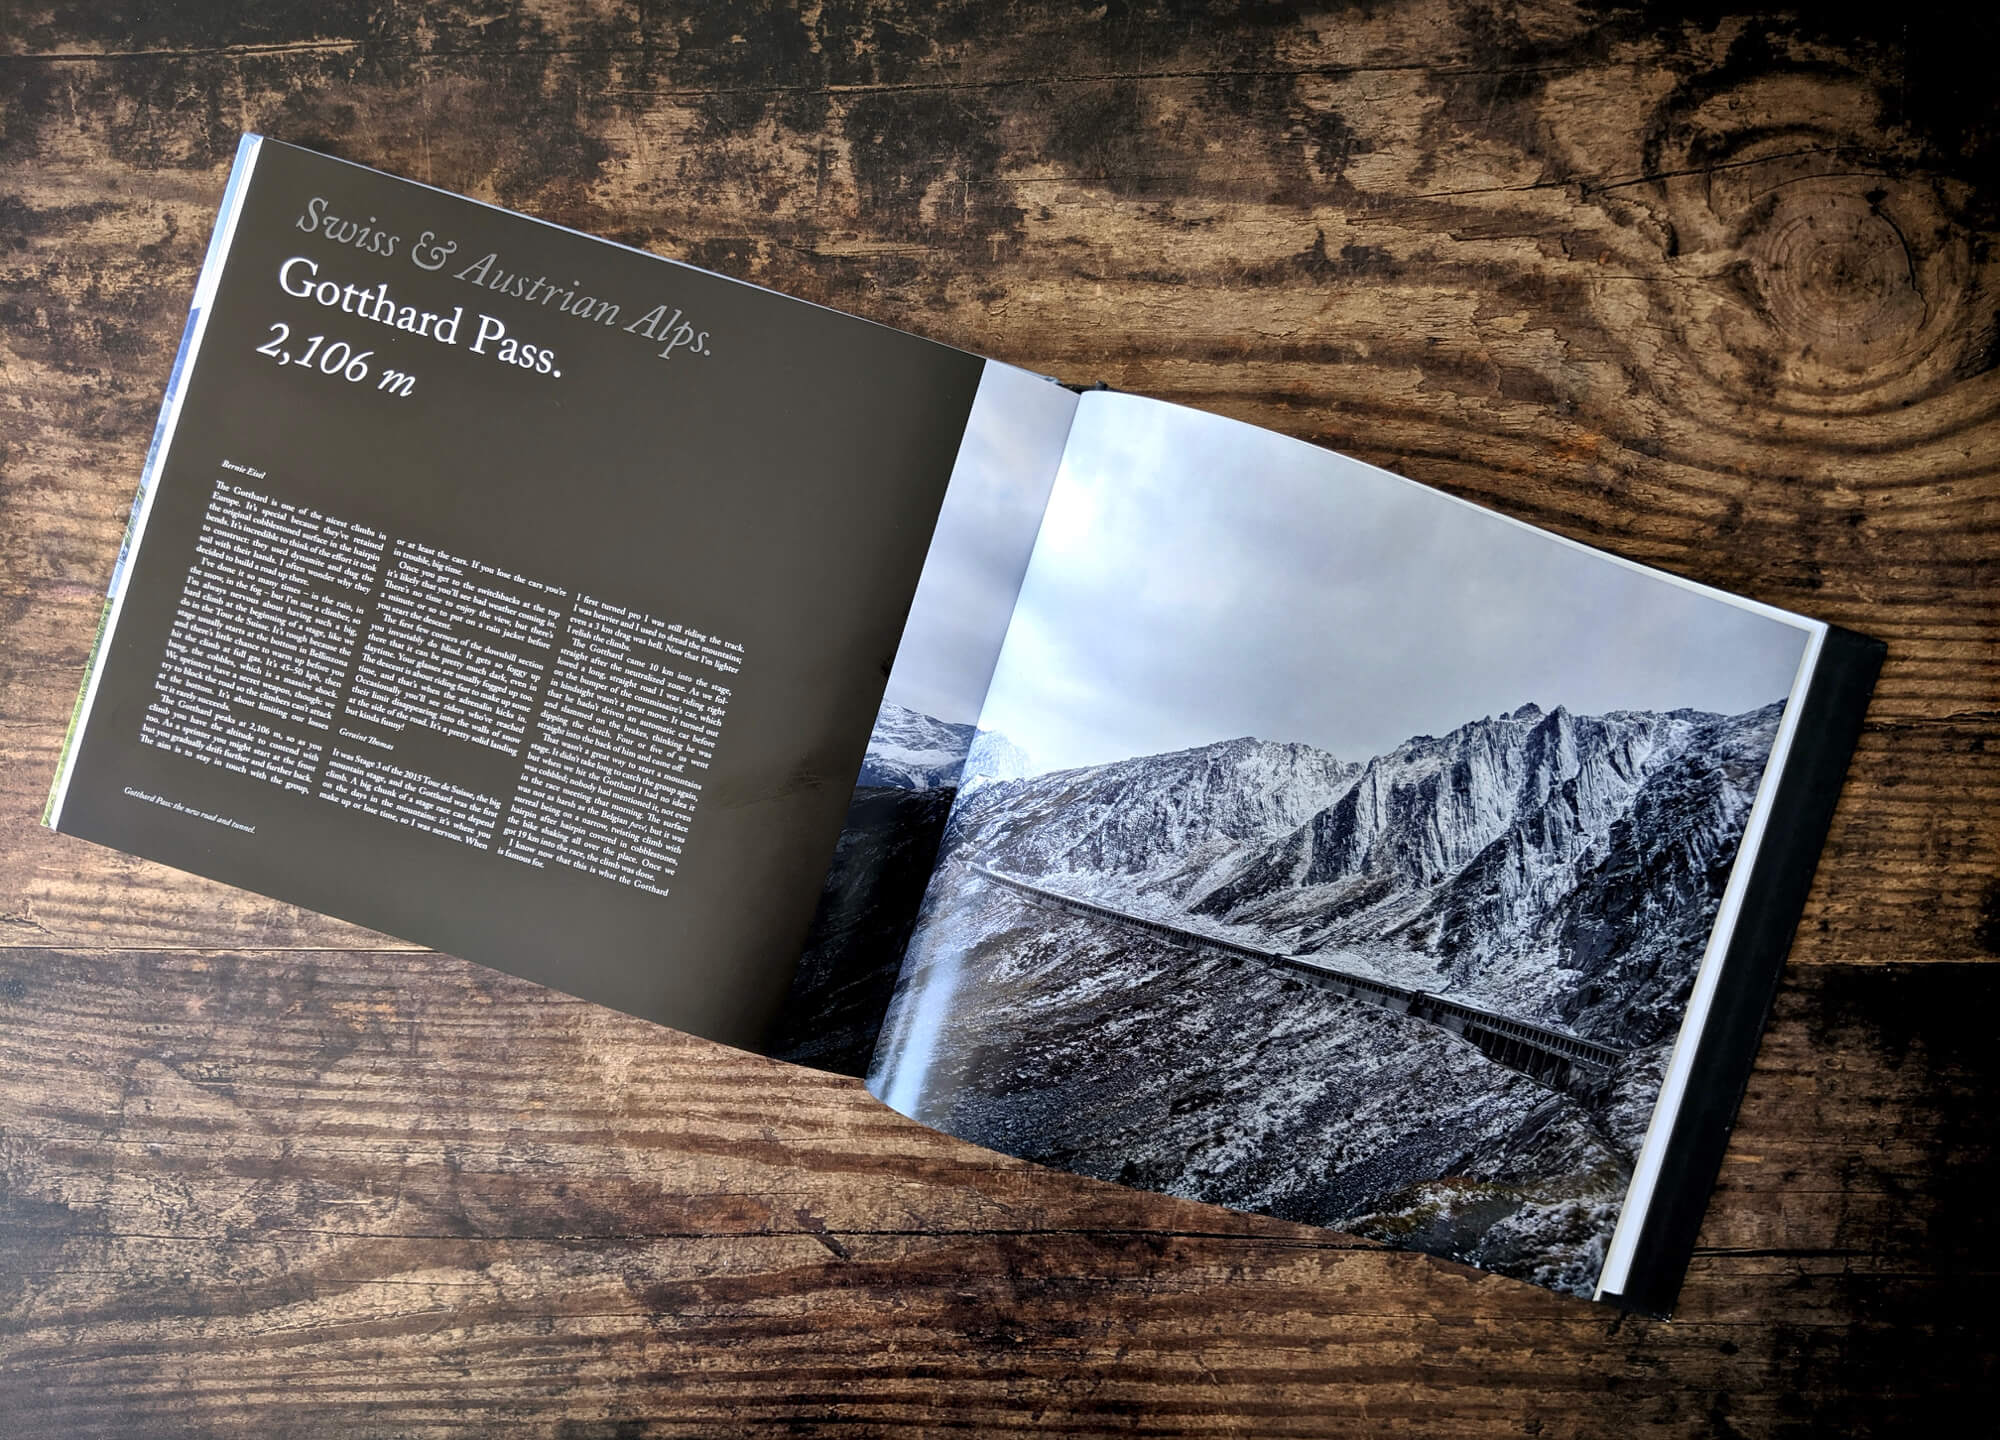 Swiss & Austrian Alps.
Gotthard Pass.
2,106 m
Bernie Eisel
The Gotthard is one of the nicest climbs in
Europe. It's special because they've retained
the original cobblestoned surface in the hairpin
bends. It's incredible to think of the effort it took
to construct: they used dynamite and dug the
soil with their hands. I often wonder why they
decided to build a road up there.
I've done it so many times – in the rain, in
the snow, in the fog – but I'm not a climber, so
I'm always nervous about having such a big,
hard climb at the beginning of a stage, like we
do in the Tour de Suisse. It's tough because the
stage usually starts at the bottom in Bellinzona
and there's little chance to warm up before you
hit the climb at full gas. It's 45–50 kph, then
bang, the cobbles, which is a massive shock.
We sprinters have a secret weapon, though: we
try to block the road so the climbers can't attack
at the bottom. It's all about limiting our losses
but it rarely succeeds.
The Gotthard peaks at 2,106 m, so as you
climb you have the altitude to contend with
too. As a sprinter you might start at the front
but you gradually drift further and further back.
The aim is to stay in touch with the group,
or at least the cars. If you lose the cars you're
in trouble, big time.
Once you get to the switchbacks at the top
it's likely that you'll see bad weather coming in.
There's no time to enjoy the view, but there's
a minute or so to put on a rain jacket before
you start the descent.
The first few corners of the downhill section
you invariably do blind. It gets so foggy up
there that it can be pretty much dark, even in
daytime. Your glasses are usually fogged up too.
The descent is about riding fast to make up some
time, and that's when the adrenalin kicks in.
Occasionally you'll see riders who've reached
their limit disappearing into the walls of snow
at the side of the road. It's a pretty solid landing
but kinda funny!
Geraint Thomas
It was Stage 3 of the 2015 Tour de Suisse, the big
mountain stage, and the Gotthard was the first
climb. A big chunk of a stage race can depend
on the days in the mountains: it's where you
make up or lose time, so I was nervous. When
I first turned pro I was still riding the track.
I was heavier and I used to dread the mountains;
even a 3 km drag was hell. Now that I'm lighter
I relish the climbs.
The Gotthard came 10 km into the stage,
straight after the neutralized zone. As we fol-
lowed a long, straight road I was riding right
on the bumper of the commissaire's car, which
in hindsight wasn't a great move. It turned out
that he hadn't driven an automatic car before
and slammed on the brakes, thinking he was
dipping the clutch. Four or five of us went
straight into the back of him and came off.
That wasn't a great way to start a mountains
stage. It didn't take long to catch the group again,
but when we hit the Gotthard I had no idea it
was cobbled; nobody had mentioned it, not even
in the race meeting that morning. The surface
was not as harsh as the Belgian pavé, but it was
surreal being on a narrow, twisting climb with
hairpin after hairpin covered in cobblestones,
the bike shaking all over the place. Once we
got 19 km into the race, the climb was done.
I know now that this is what the Gotthard
is famous for.
Gotthard Pass: the new road and tunnel.